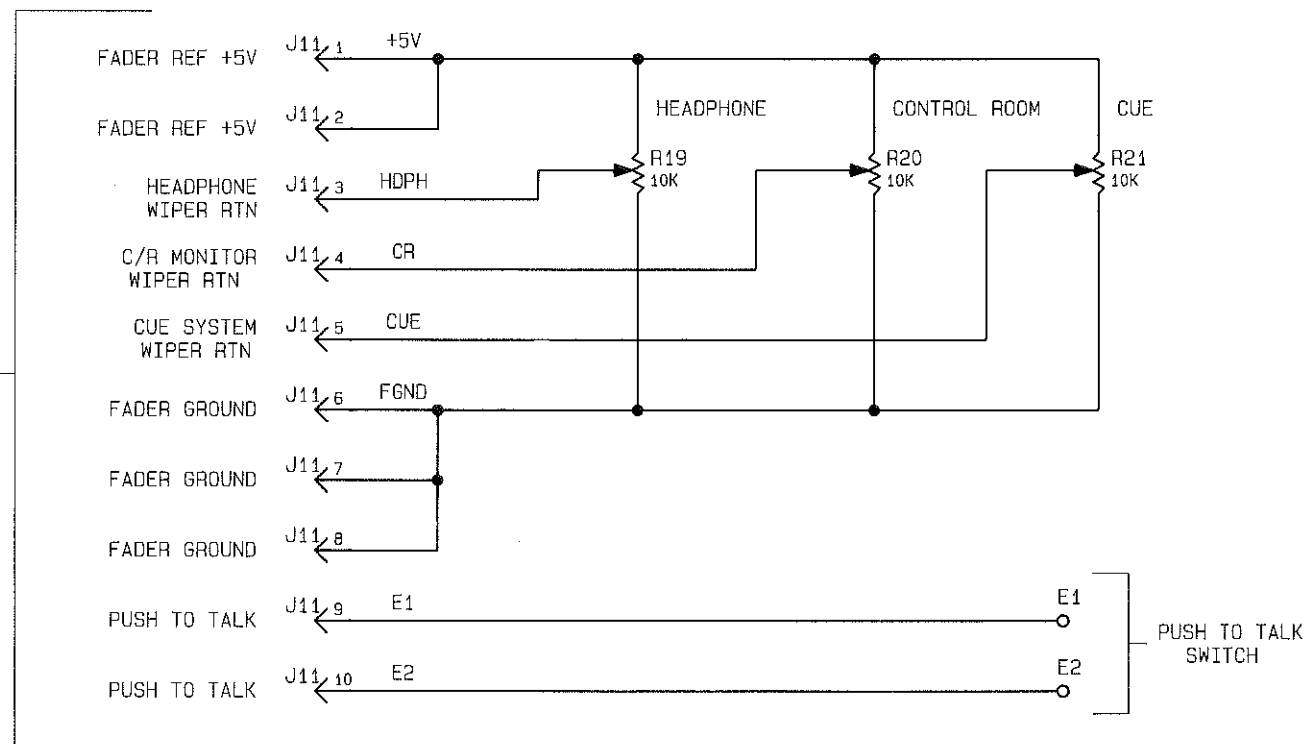 FADER REF +5V J11 1 +5V
HEADPHONE CONTROL ROOM CUE
FADER REF +5V J11 2
R19 R20 R21
10K 10K 10K
HEADPHONE J11 3 HDPH
WIPER RTN
C/R MONITOR J11 4 CR
WIPER RTN
CUE SYSTEM J11 5 CUE
WIPER RTN
FADER GROUND J11 6 FGND
FADER GROUND J11 7
FADER GROUND J11 8
PUSH TO TALK J11 9 E1 E1
PUSH TO TALK
SWITCH
PUSH TO TALK J11 10 E2 E2